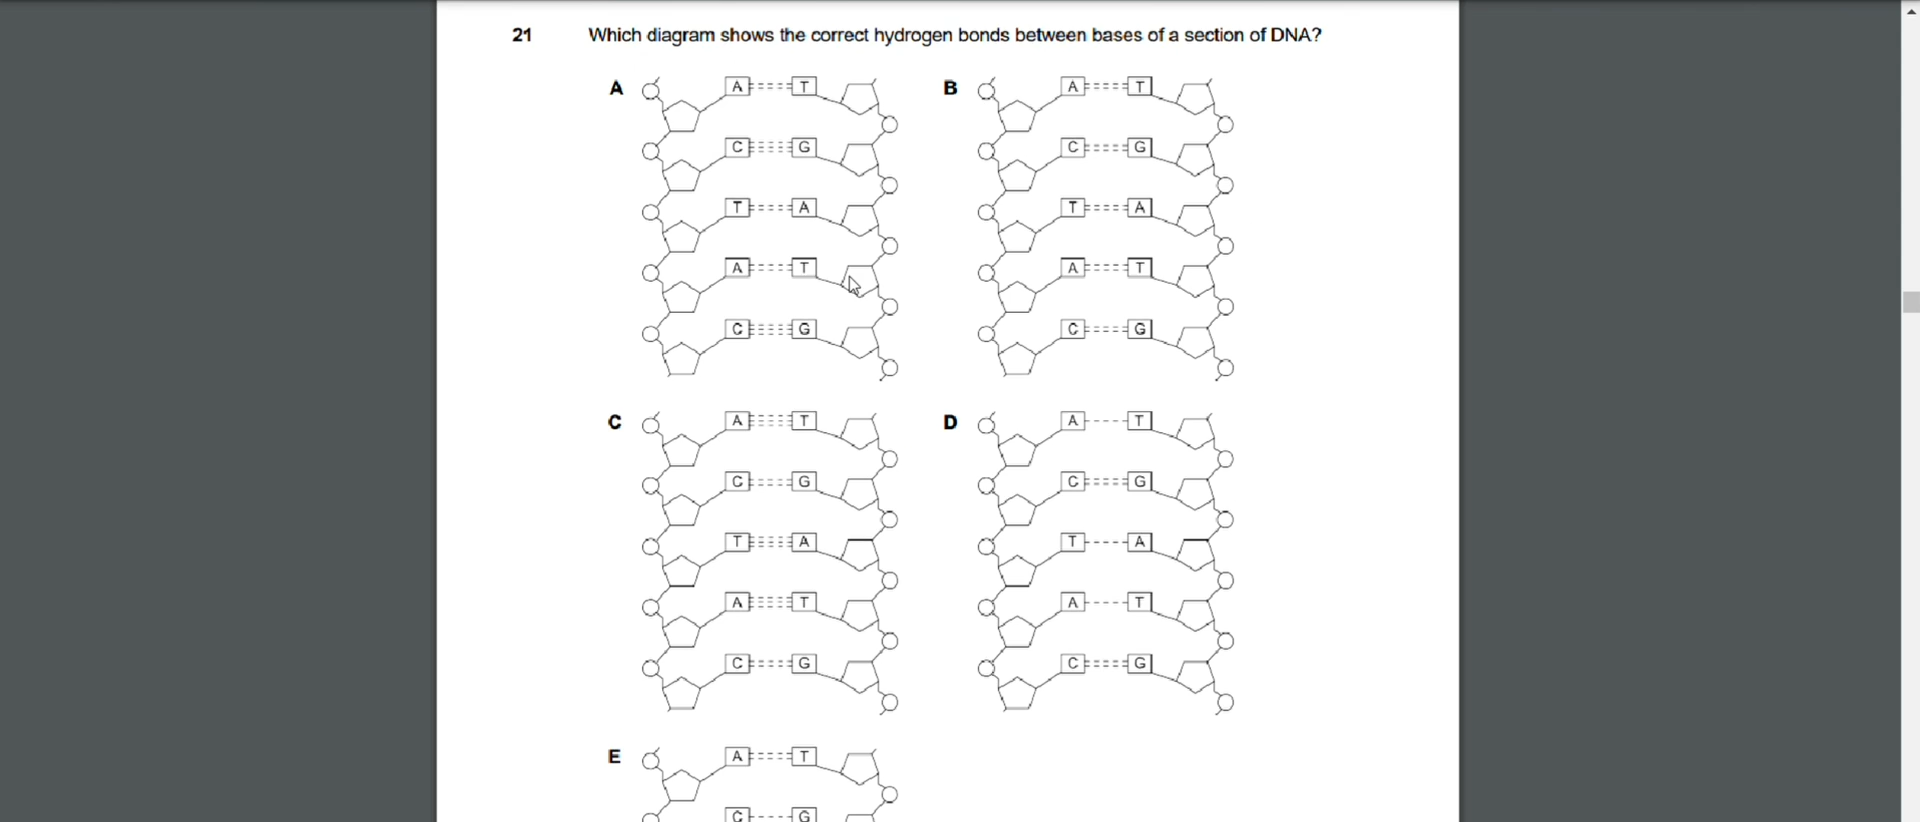 21 Which diagram shows the correct hydrogen bonds between bases of a section of DNA?
A
A T
C G
T A
A T
C G
B
A T
C G
T A
A T
C G
C
A T
C G
T A
A T
C G
D
A T
C G
T A
A T
C G
E
A T
C G